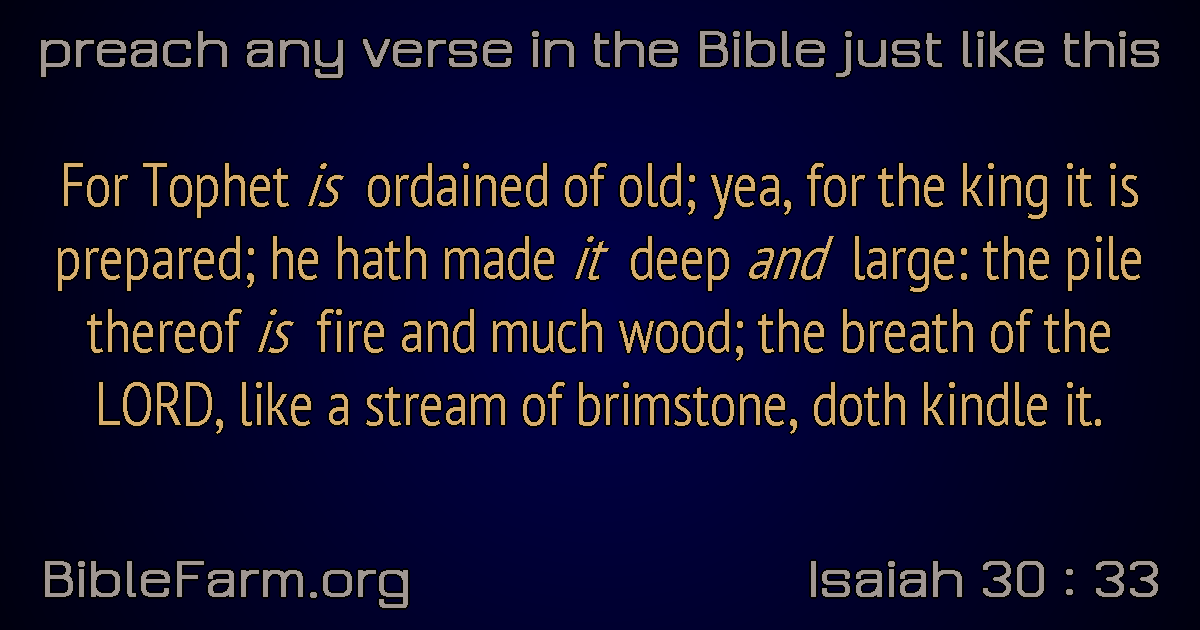 preach any verse in the Bible just like this
For Tophet is ordained of old; yea, for the king it is
prepared; he hath made it deep and large: the pile
thereof is fire and much wood; the breath of the
LORD, like a stream of brimstone, doth kindle it.
BibleFarm.org
Isaiah 30 : 33